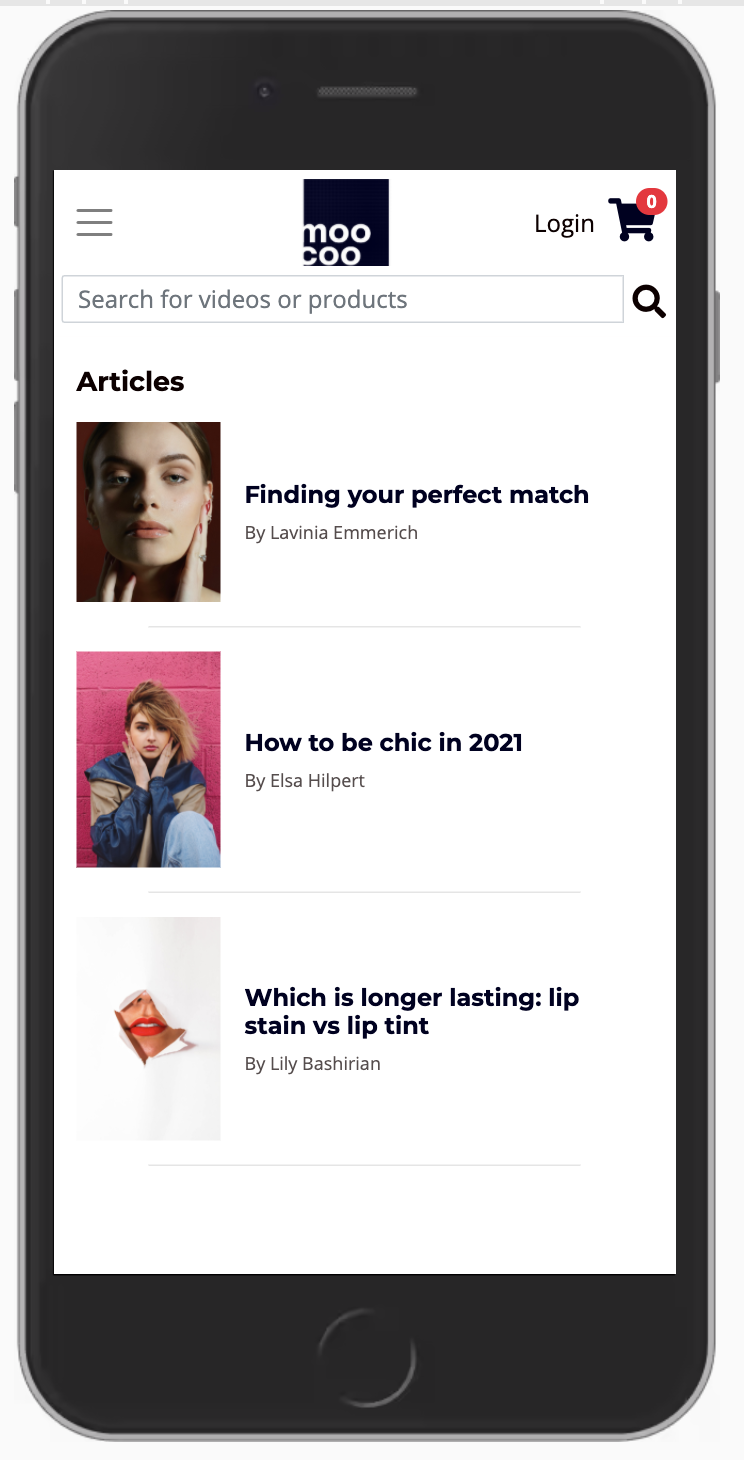 moo
coo
Login
0
Search for videos or products
Articles
Finding your perfect match
By Lavinia Emmerich
How to be chic in 2021
By Elsa Hilpert
Which is longer lasting: lip
stain vs lip tint
By Lily Bashirian